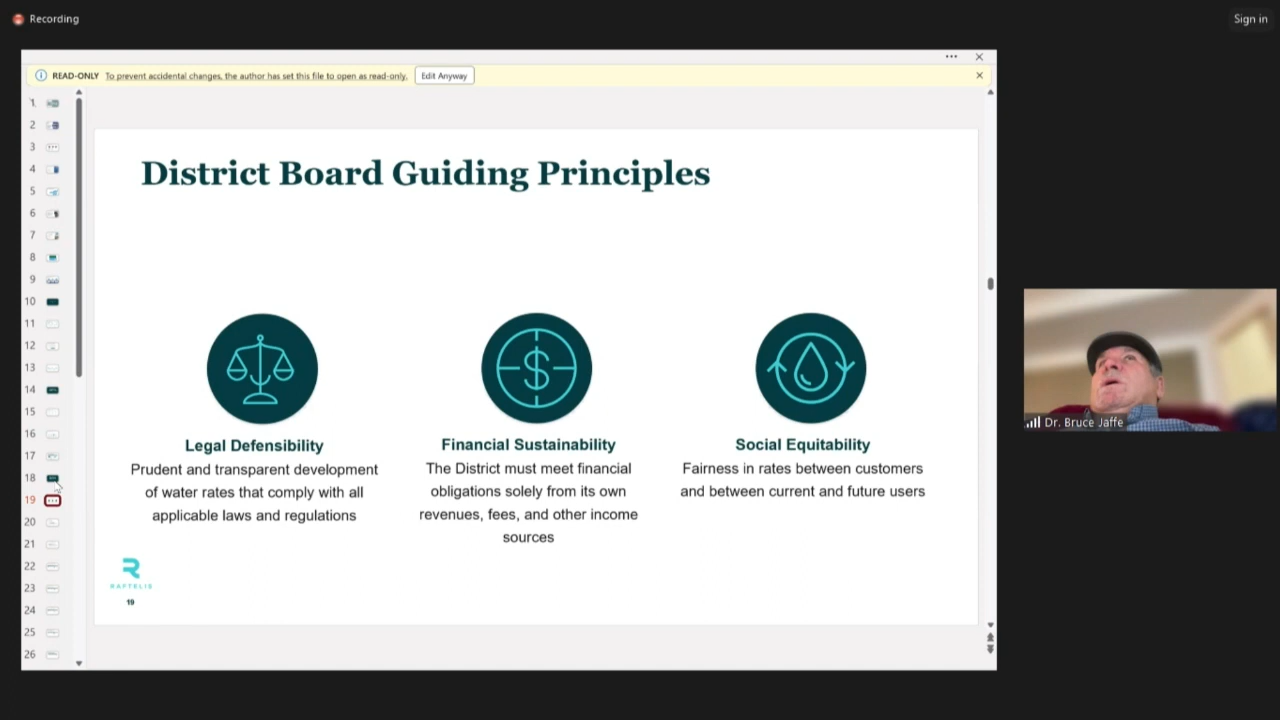 Recording
Sign in
READ-ONLY To prevent accidental changes, the author has set this file to open as read-only. Edit Anyway
1
2
3
4
5
6
7
8
9
10
11
12
13
14
15
16
17
18
19
20
21
22
23
24
25
26
District Board Guiding Principles
Legal Defensibility
Prudent and transparent development
of water rates that comply with all
applicable laws and regulations
Financial Sustainability
The District must meet financial
obligations solely from its own
revenues, fees, and other income
sources
Social Equitability
Fairness in rates between customers
and between current and future users
RAFTELIS
19
Dr. Bruce Jaffe